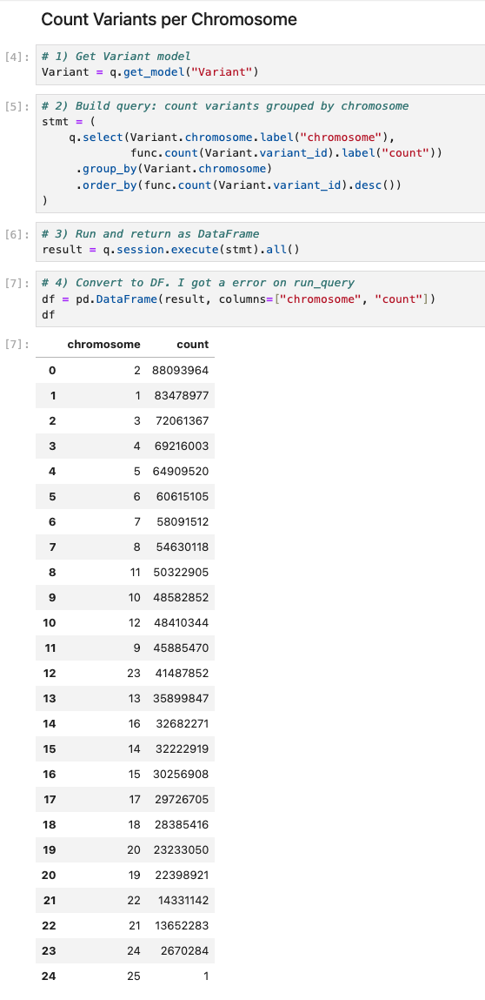 Count Variants per Chromosome
[4]: # 1) Get Variant model
Variant = q.get_model("Variant")
[5]: # 2) Build query: count variants grouped by chromosome
stmt = (
    q.select(Variant.chromosome.label("chromosome"),
             func.count(Variant.variant_id).label("count"))
     .group_by(Variant.chromosome)
     .order_by(func.count(Variant.variant_id).desc())
)
[6]: # 3) Run and return as DataFrame
result = q.session.execute(stmt).all()
[7]: # 4) Convert to DF. I got a error on run_query
df = pd.DataFrame(result, columns=["chromosome", "count"])
df
[7]: chromosome count
0 2 88093964
1 1 83478977
2 3 72061367
3 4 69216003
4 5 64909520
5 6 60615105
6 7 58091512
7 8 54630118
8 11 50322905
9 10 48582852
10 12 48410344
11 9 45885470
12 23 41487852
13 13 35899847
14 16 32682271
15 14 32222919
16 15 30256908
17 17 29726705
18 18 28385416
19 20 23233050
20 19 22398921
21 22 14331142
22 21 13652283
23 24 2670284
24 25 1